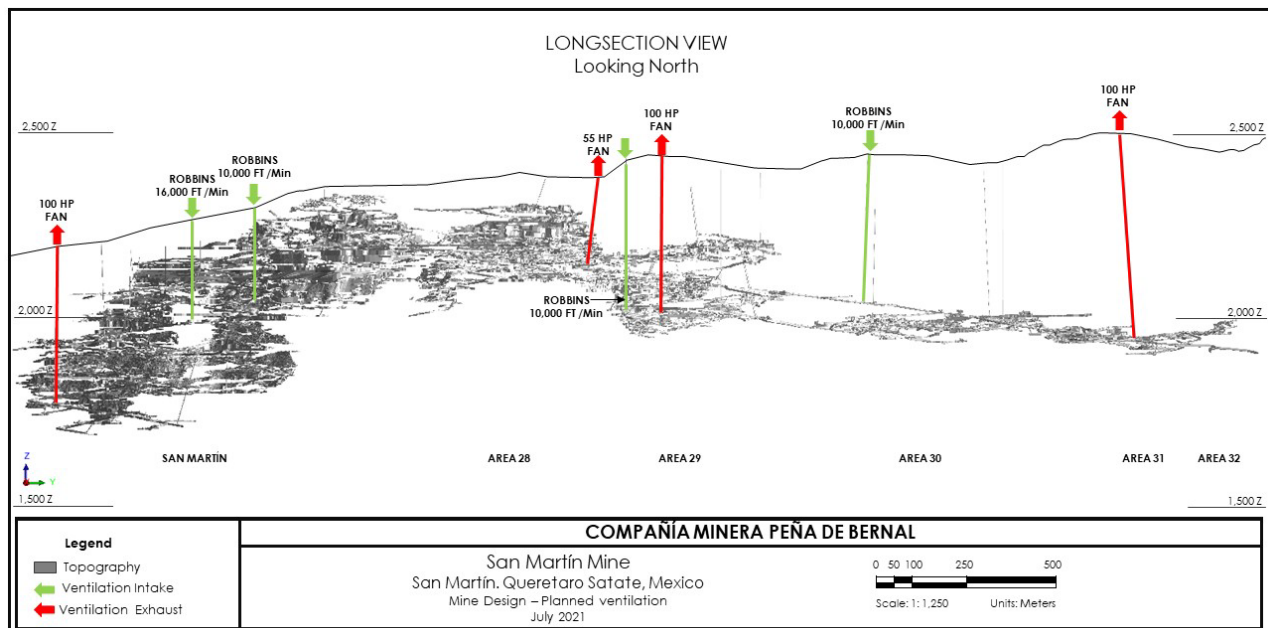 LONGSECTION VIEW
Looking North
2,500 Z
100 HP
FAN
ROBBINS
16,000 FT /Min
ROBBINS
10,000 FT /Min
55 HP
FAN
100 HP
FAN
ROBBINS
10,000 FT /Min
100 HP
FAN
2,500 Z
2,000 Z
ROBBINS
10,000 FT /Min
2,000 Z
Z
Y
SAN MARTÍN
AREA 28
AREA 29
AREA 30
AREA 31
AREA 32
1,500 Z
1,500 Z
Legend
Topography
Ventilation Intake
Ventilation Exhaust
COMPAÑÍA MINERA PEÑA DE BERNAL
San Martín Mine
San Martín. Queretaro Satate, Mexico
Mine Design – Planned ventilation
July 2021
0 50 100 250 500
Scale: 1: 1,250 Units: Meters